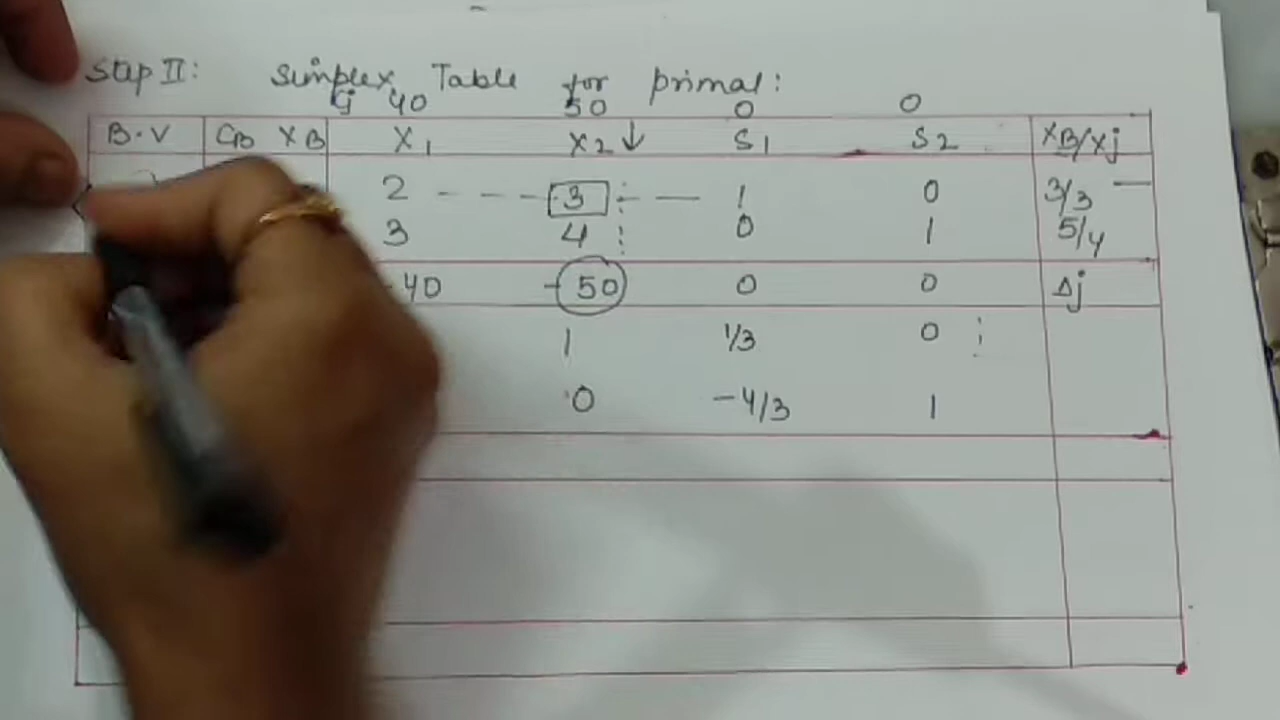 Step II: Simplex Table for primal:
Cj 40 50 0 0
B.V CB XB X1 X2 ↓ S1 S2 XB/Xj
2 3 1 0 3/3
3 4 0 1 5/4
-40 -50 0 0 Δj
1 1/3 0
0 -4/3 1